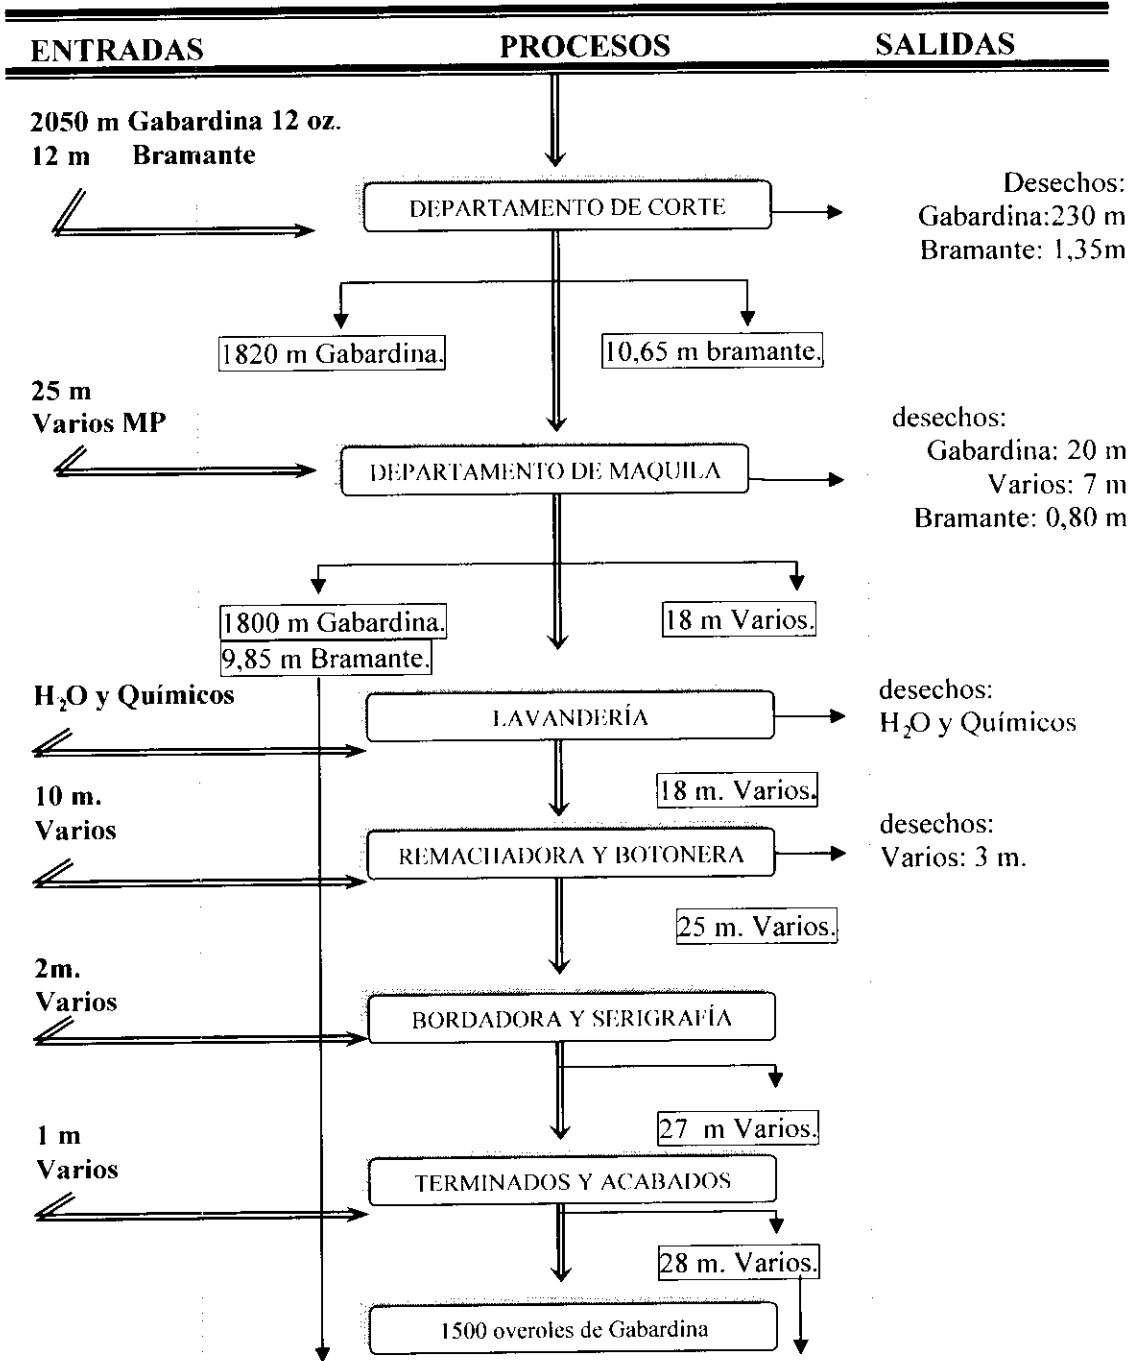 ENTRADAS PROCESOS SALIDAS
2050 m Gabardina 12 oz.
12 m Bramante
DEPARTAMENTO DE CORTE
Desechos:
Gabardina:230 m
Bramante: 1,35m
1820 m Gabardina.
10,65 m bramante.
25 m
Varios MP
DEPARTAMENTO DE MAQUILA
desechos:
Gabardina: 20 m
Varios: 7 m
Bramante: 0,80 m
1800 m Gabardina.
9,85 m Bramante.
18 m Varios.
H₂O y Químicos
LAVANDERÍA
desechos:
H₂O y Químicos
18 m. Varios.
10 m.
Varios
REMACHADORA Y BOTONERA
desechos:
Varios: 3 m.
25 m. Varios.
2m.
Varios
BORDADORA Y SERIGRAFÍA
27 m Varios.
1 m
Varios
TERMINADOS Y ACABADOS
28 m. Varios.
1500 overoles de Gabardina